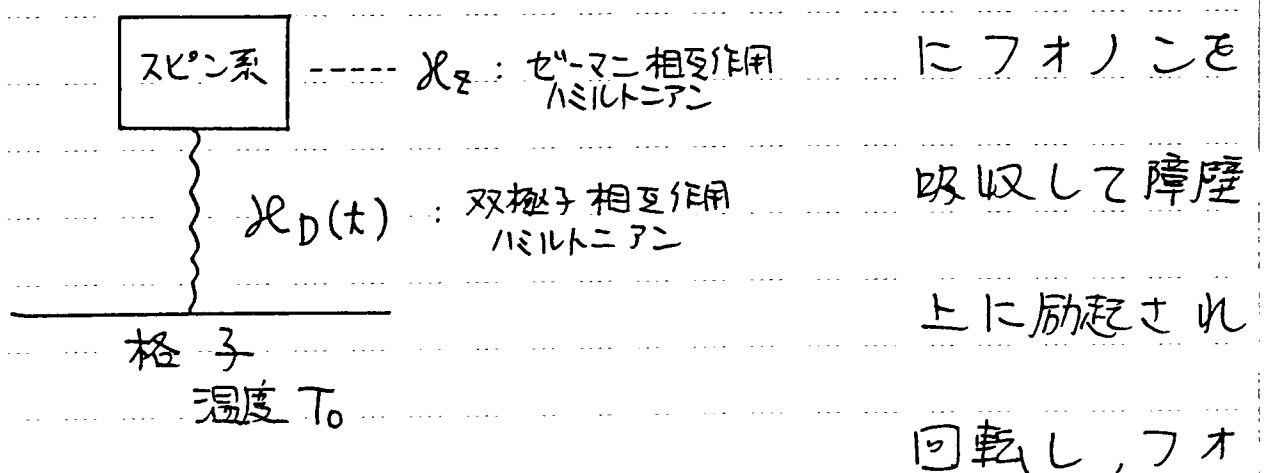 スピン系 ----- ℋz : ゼーマン相互作用
ハミルトニアン
ℋD(t) : 双極子相互作用
ハミルトニアン
格子
温度 T₀
にフォノンを
吸収して障壁
上に励起され
回転し,フォ